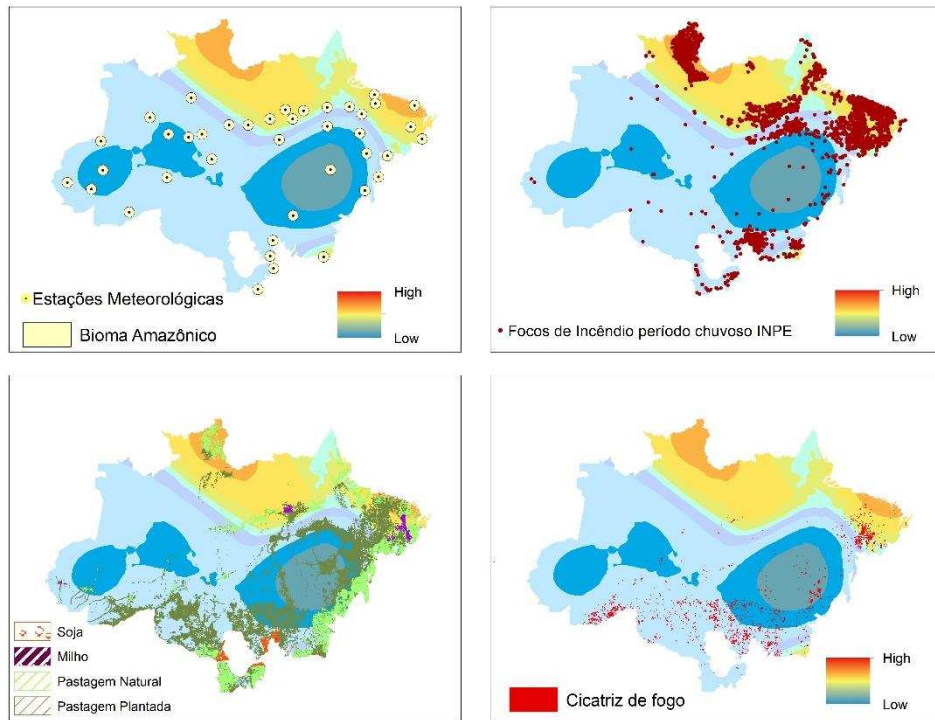 Estações Meteorológicas
Bioma Amazônico
High
Low
Focos de Incêndio período chuvoso INPE
High
Low
Soja
Milho
Pastagem Natural
Pastagem Plantada
Cicatriz de fogo
High
Low